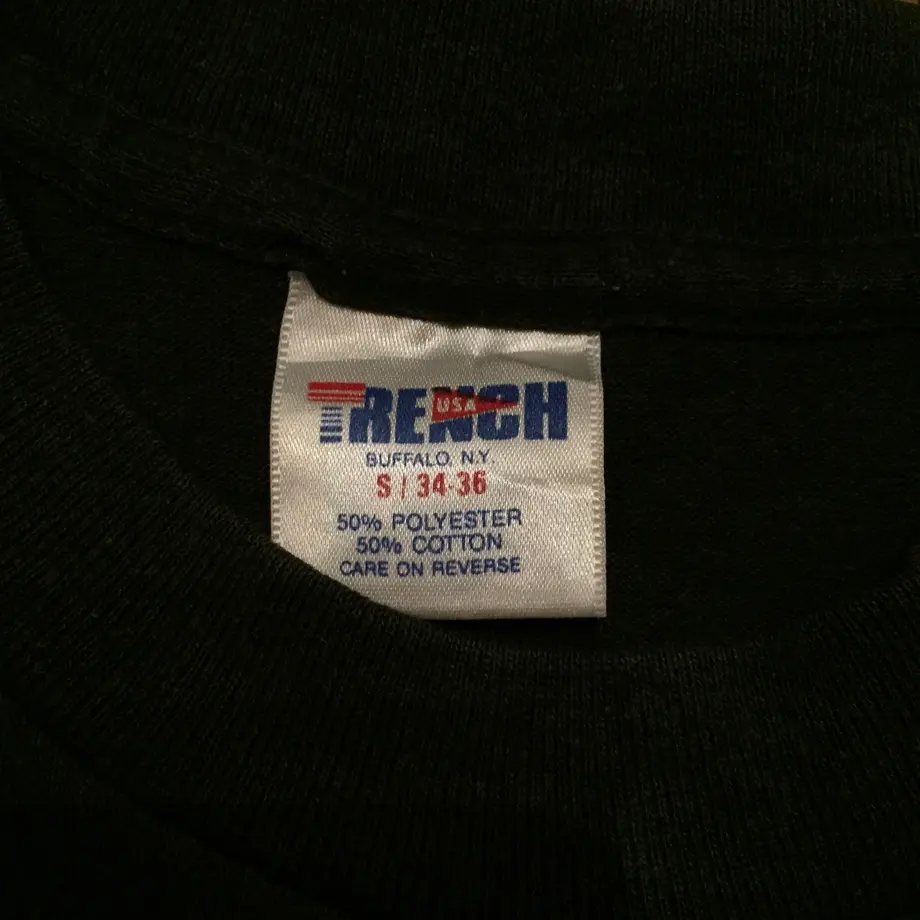 TRENCH
USA
BUFFALO, N.Y.
S / 34-36
50% POLYESTER
50% COTTON
CARE ON REVERSE